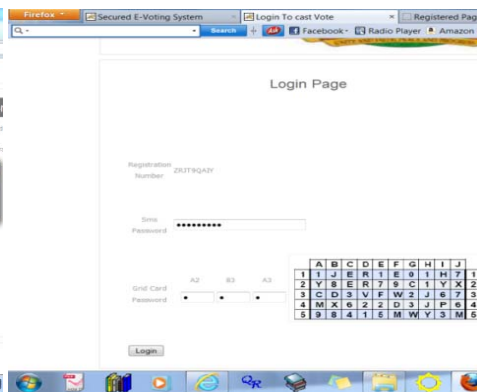 Firefox
Secured E-Voting System
Login To cast Vote
×
Registered Pag
Search
Facebook
Radio Player
Amazon
Login Page
Registration Number
ZRJT9QAJY
Sms Password
•••••••••
Grid Card Password
A2 B3 A3
• • •
A B C D E F G H I J
1 1 J E R 1 E 0 1 H 7 1
2 Y 8 E R 7 9 C 1 Y X 2
3 C D 3 V F W 2 J 6 7 3
4 M X 6 2 2 D 3 J P 6 4
5 9 8 4 1 5 M W Y 3 M 5
Login